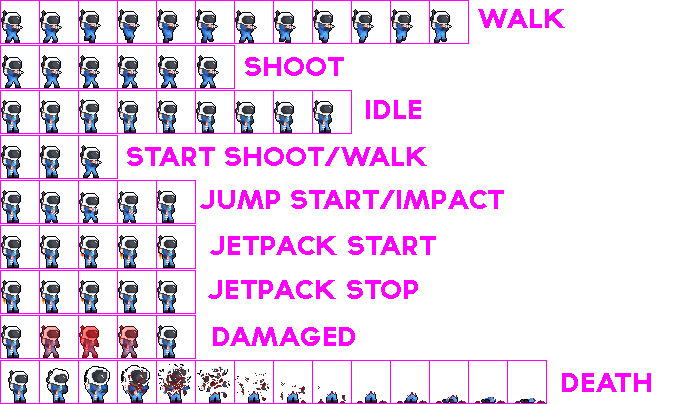 WALK
SHOOT
IDLE
START SHOOT/WALK
JUMP START/IMPACT
JETPACK START
JETPACK STOP
DAMAGED
DEATH